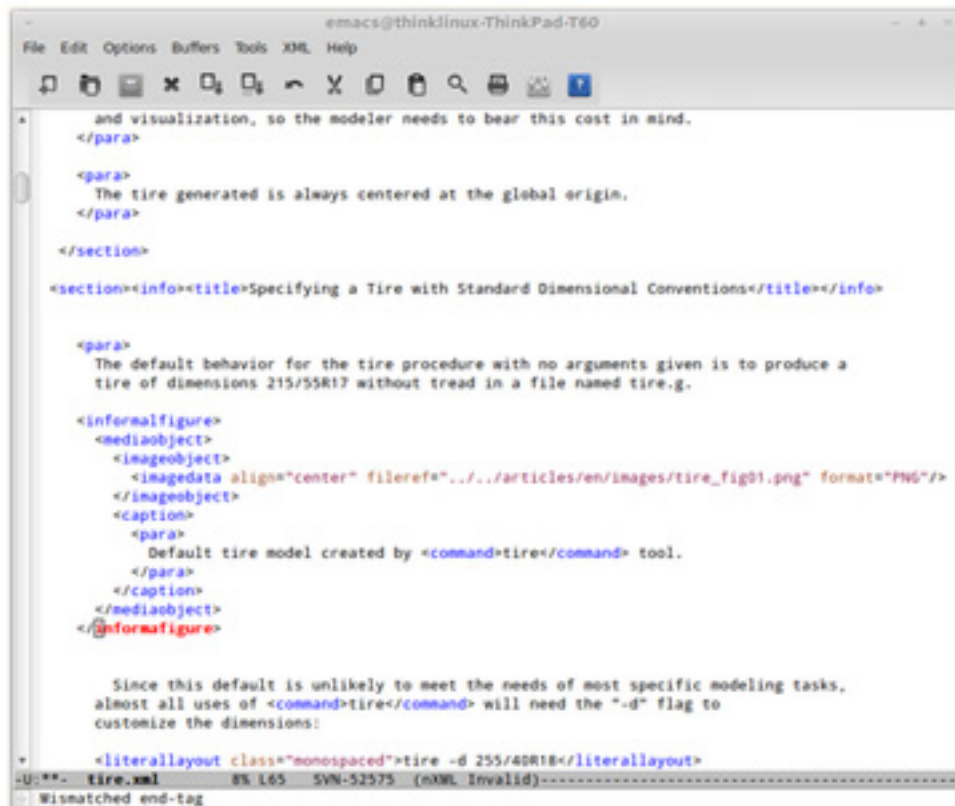 emacs@thinklinux-ThinkPad-T60
File Edit Options Buffers Tools XML Help
and visualization, so the modeler needs to bear this cost in mind.
</para>
<para>
The tire generated is always centered at the global origin.
</para>
</section>
<section><info><title>Specifying a Tire with Standard Dimensional Conventions</title></info>
<para>
The default behavior for the tire procedure with no arguments given is to produce a
tire of dimensions 215/55R17 without tread in a file named tire.g.
<informalfigure>
<mediaobject>
<imageobject>
<imagedata align="center" fileref="../../articles/en/images/tire_fig01.png" format="PNG"/>
</imageobject>
<caption>
<para>
Default tire model created by <command>tire</command> tool.
</para>
</caption>
</mediaobject>
</informafigure>
Since this default is unlikely to meet the needs of most specific modeling tasks,
almost all uses of <command>tire</command> will need the "-d" flag to
customize the dimensions:
<literallayout class="monospaced">tire -d 255/40R18</literallayout>
-U:**- tire.xml 8% L65 SVN-52575 (nXML Invalid)----------------------------------------
Mismatched end-tag